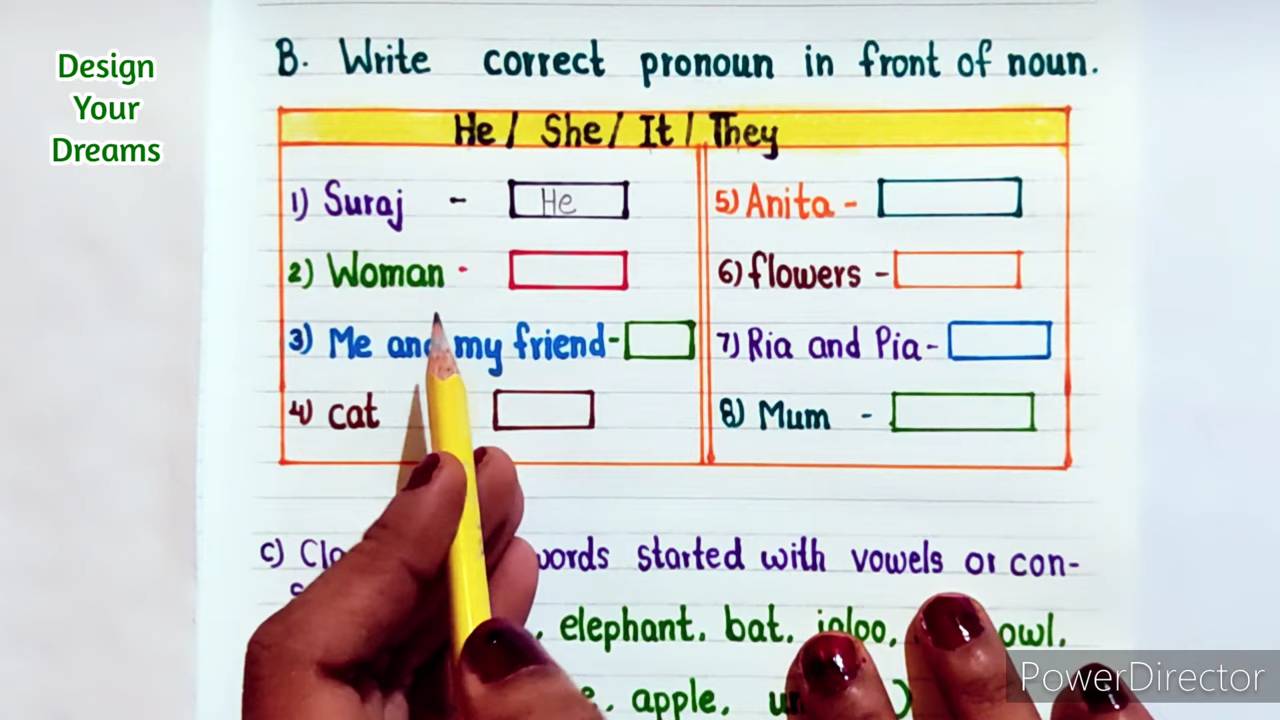 Design
Your
Dreams
B. Write correct pronoun in front of noun.
He / She / It / They
1) Suraj - He
2) Woman -
3) Me and my friend -
4) cat
5) Anita -
6) flowers -
7) Ria and Pia -
8) Mum -
c) words started with vowels or con-
elephant. bat. igloo, owl.
apple.
PowerDirector